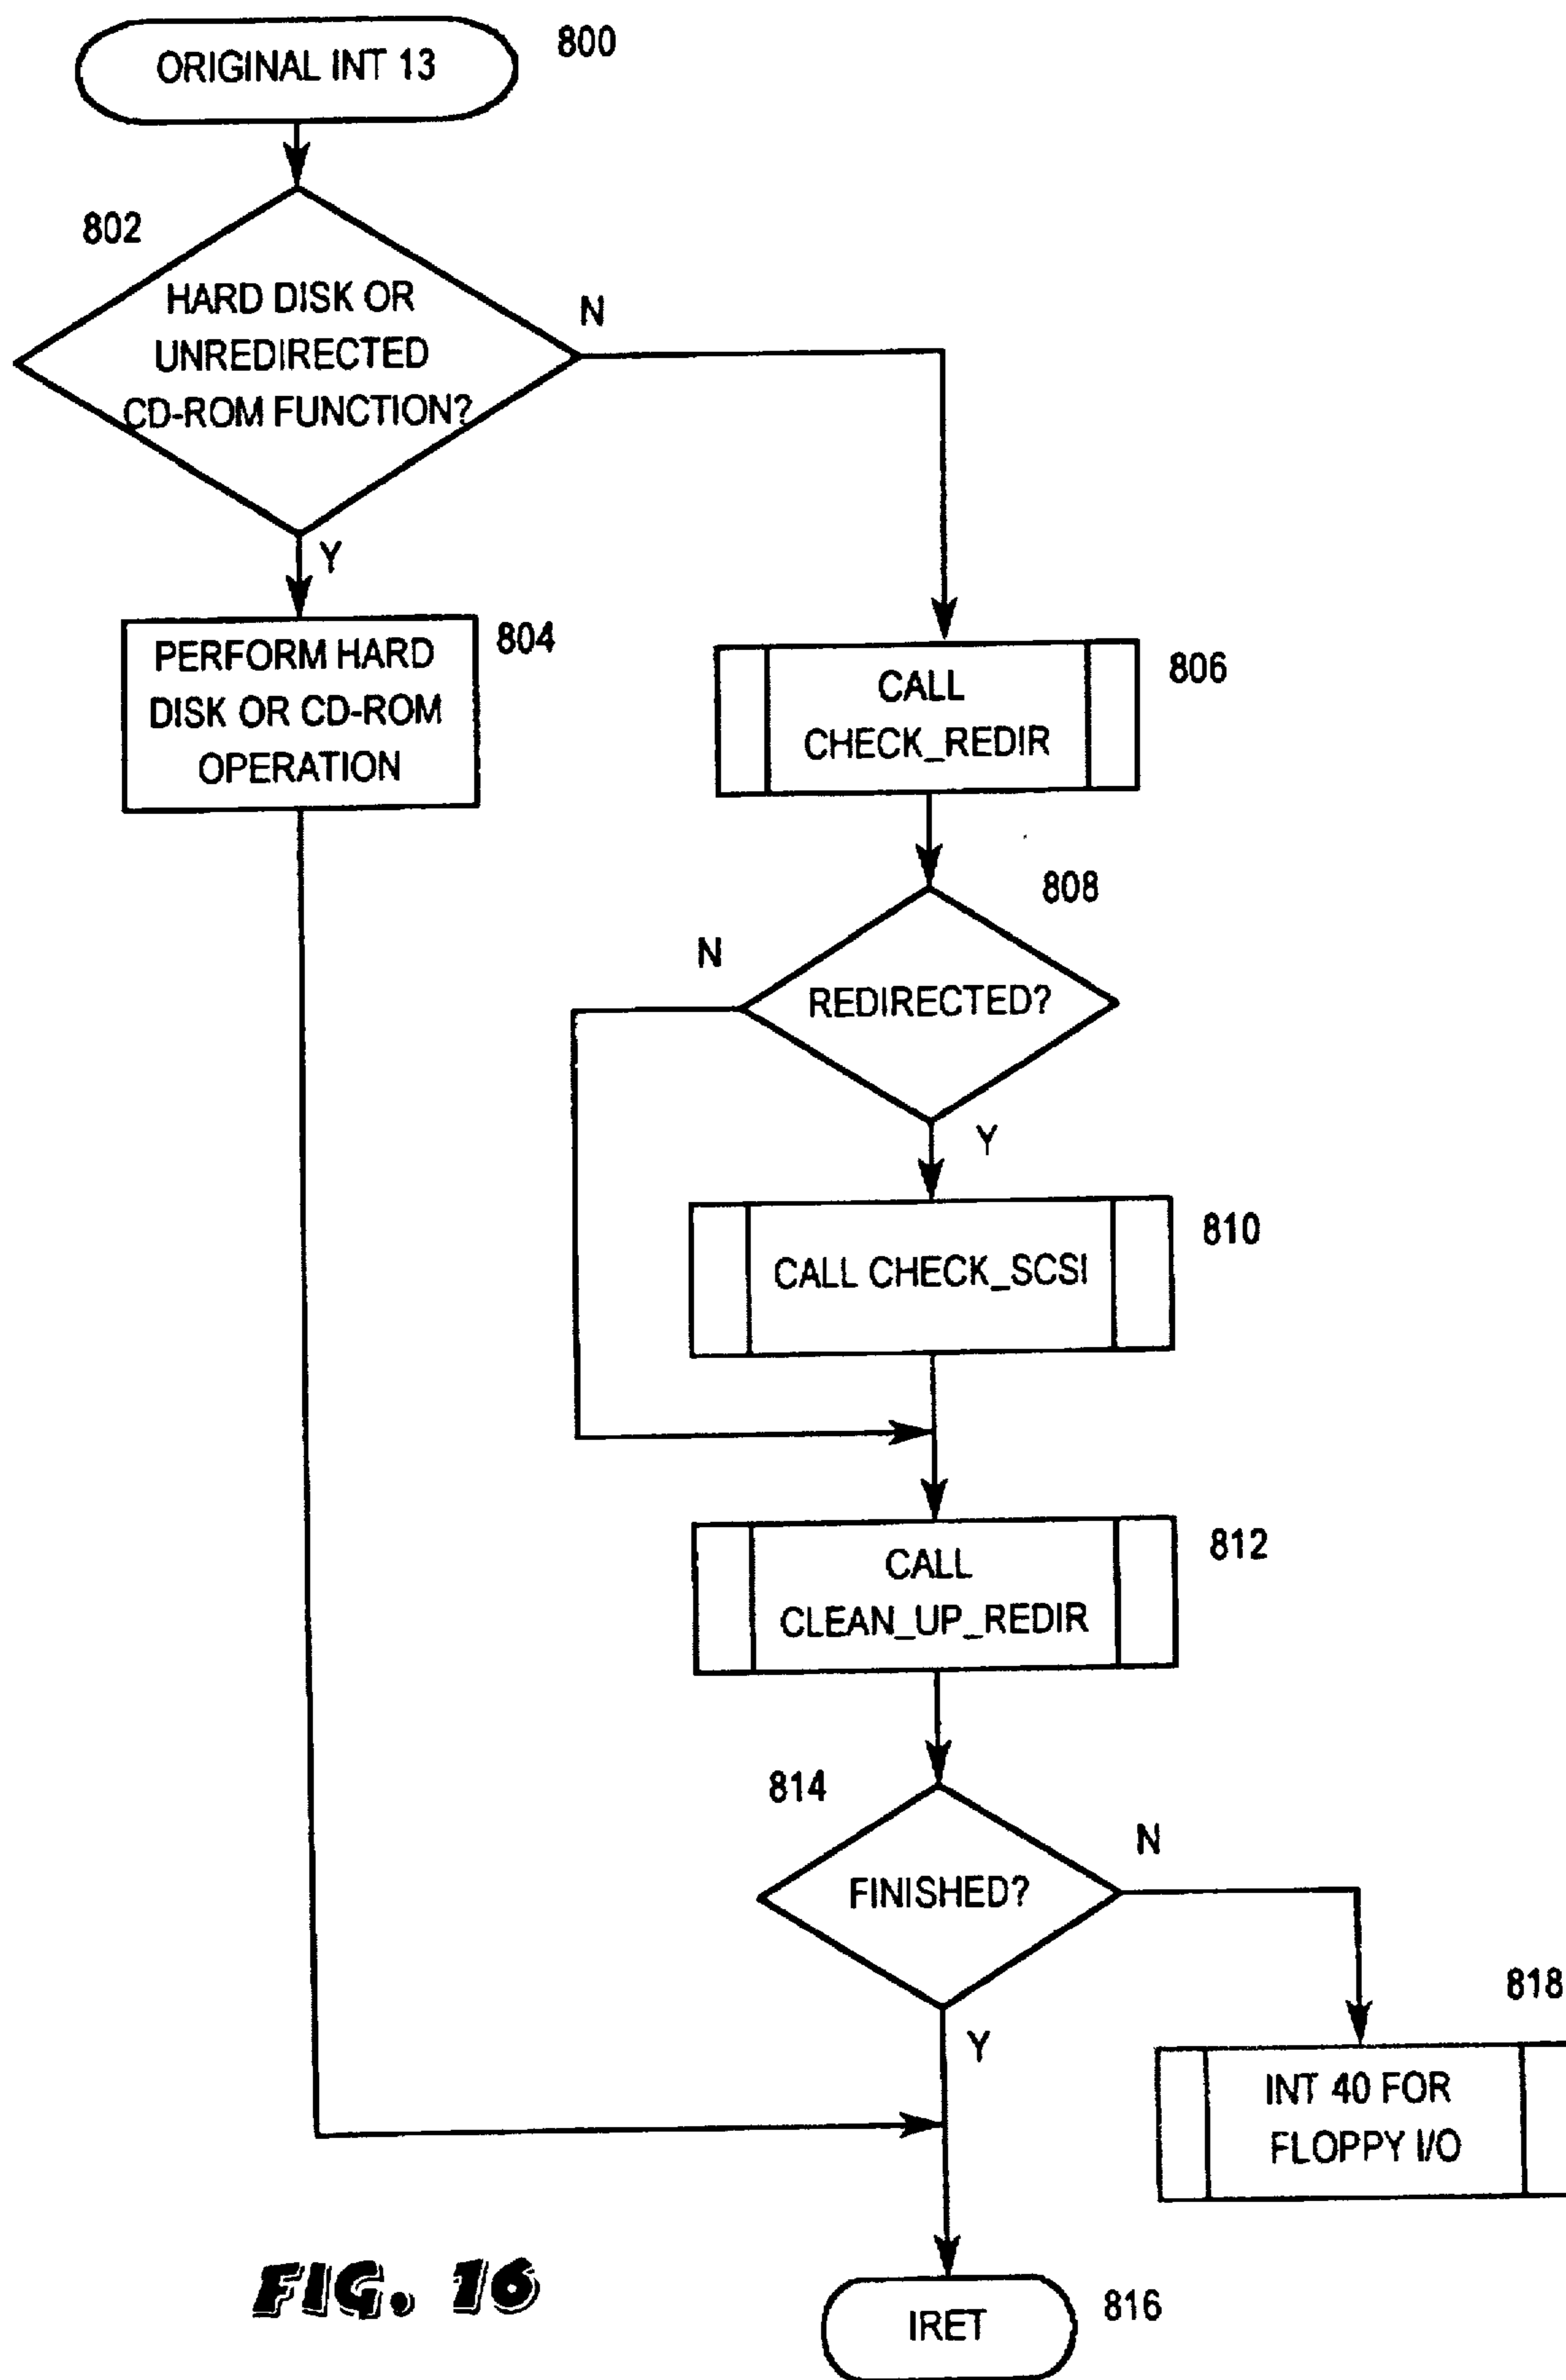 ORIGINAL INT 13
800
802
HARD DISK OR
UNREDIRECTED
CD-ROM FUNCTION?
N
Y
PERFORM HARD
DISK OR CD-ROM
OPERATION
804
CALL
CHECK_REDIR
806
808
N
REDIRECTED?
Y
CALL CHECK_SCSI
810
CALL
CLEAN_UP_REDIR
812
814
N
FINISHED?
Y
818
INT 40 FOR
FLOPPY I/O
IRET
816
FIG. 16